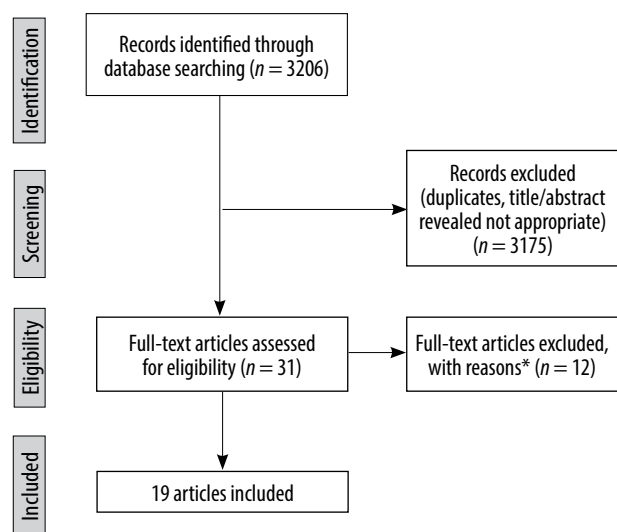 Identification
Records identified through
database searching (n = 3206)
Screening
Records excluded
(duplicates, title/abstract
revealed not appropriate)
(n = 3175)
Eligibility
Full-text articles assessed
for eligibility (n = 31)
Full-text articles excluded,
with reasons* (n = 12)
Included
19 articles included